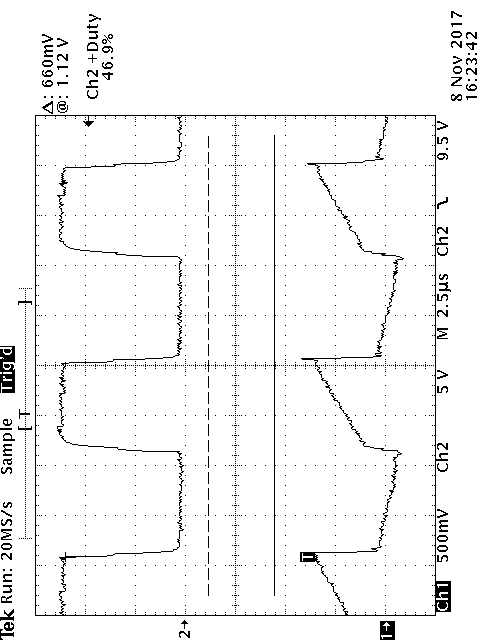 Tek Run: 20MS/s Sample Trig'd
[ T ]
Δ: 660mV
@: 1.12 V
Ch2 +Duty
46.9%
2→
1→
Ch1 500mV Ch2 5 V M 2.5µs Ch2 9.5 V
8 Nov 2017
16:23:42